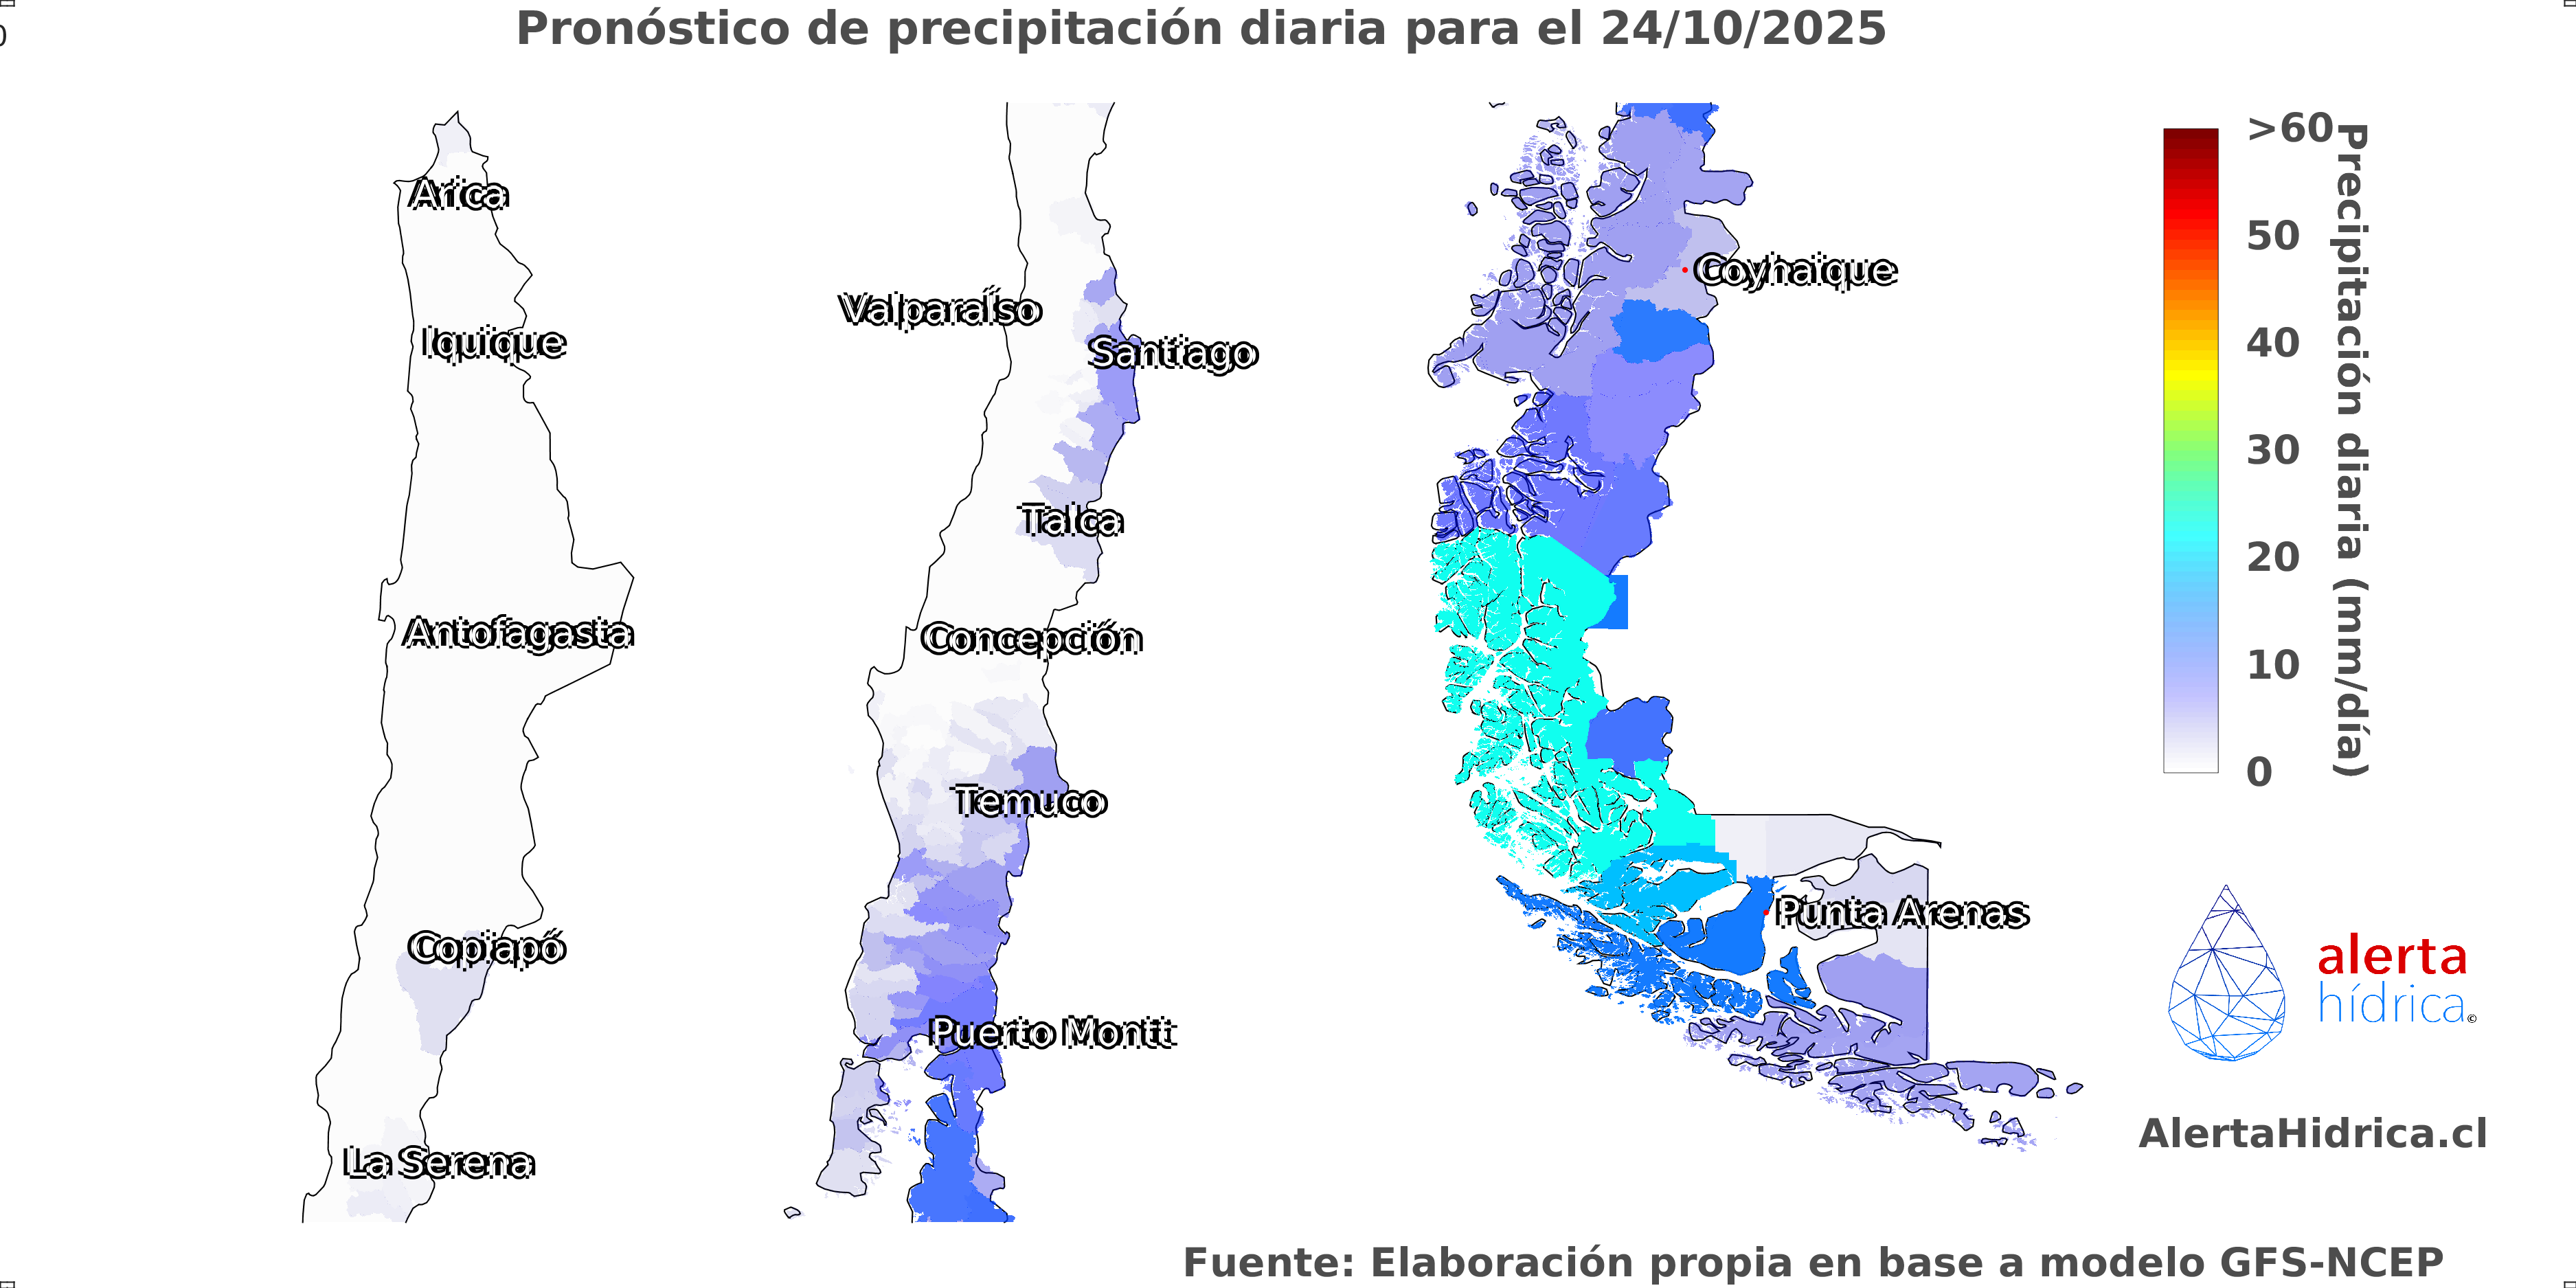 Pronóstico de precipitación diaria para el 24/10/2025
0
Arica
Iquique
Antofagasta
Copiapó
La Serena
Valparaíso
Santiago
Talca
Concepción
Temuco
Puerto Montt
Coyhaique
Punta Arenas
>60
50
40
30
20
10
0
Precipitación diaria (mm/día)
alerta
hídrica©
AlertaHidrica.cl
Fuente: Elaboración propia en base a modelo GFS-NCEP